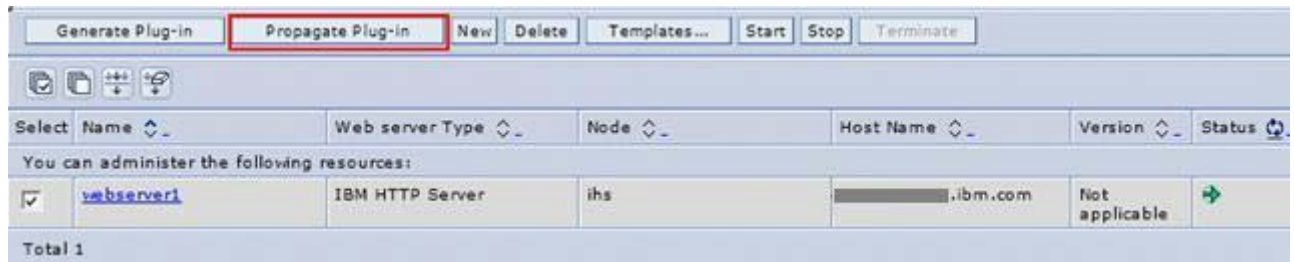 Generate Plug-in Propagate Plug-in New Delete Templates... Start Stop Terminate
Select Name Web server Type Node Host Name Version Status
You can administer the following resources:
webserver1 IBM HTTP Server ihs .ibm.com Not applicable
Total 1